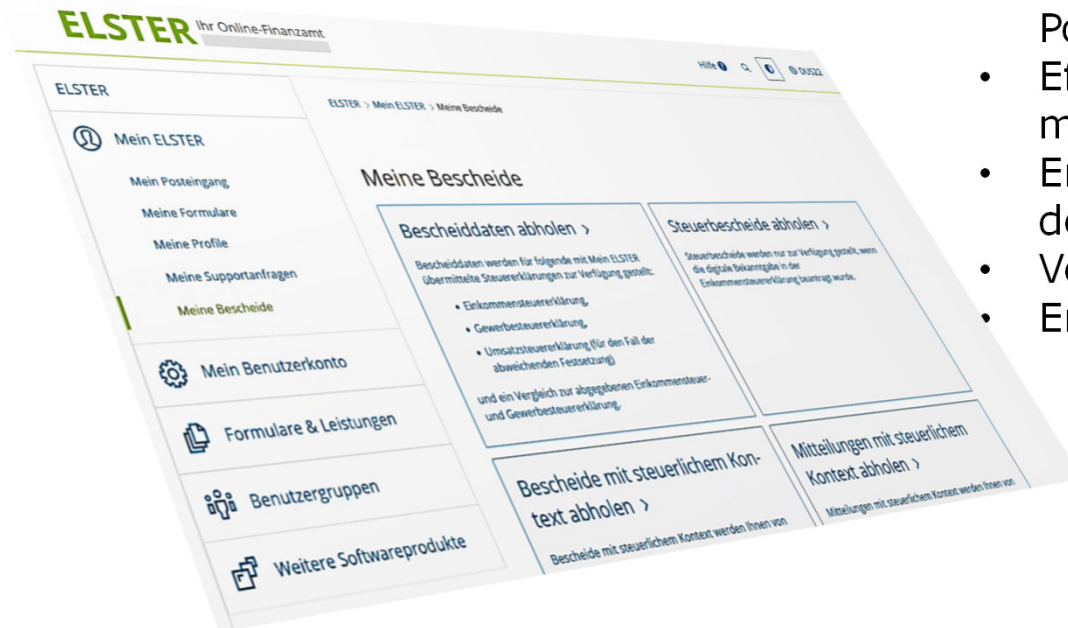 ELSTER Ihr Online-Finanzamt
Hilfe
DUS22
ELSTER
Mein ELSTER
Mein Posteingang
Meine Formulare
Meine Profile
Meine Supportanfragen
Meine Bescheide
Mein Benutzerkonto
Formulare & Leistungen
Benutzergruppen
Weitere Softwareprodukte
ELSTER > Mein ELSTER > Meine Bescheide
Meine Bescheide
Bescheiddaten abholen >
Bescheiddaten werden für folgende mit Mein ELSTER
übermittelte Steuererklärungen zur Verfügung gestellt:
• Einkommensteuererklärung,
• Gewerbesteuererklärung,
• Umsatzsteuererklärung (für den Fall der
abweichenden Festsetzung)
und ein Vergleich zur abgegebenen Einkommensteuer-
und Gewerbesteuererklärung.
Steuerbescheide abholen >
Steuerbescheide werden nur zur Verfügung gestellt, wenn
die digitale Bekanntgabe in der
Einkommensteuererklärung beantragt wurde.
Bescheide mit steuerlichem Kon-
text abholen >
Bescheide mit steuerlichem Kontext werden Ihnen von
Mitteilungen mit steuerlichem
Kontext abholen >
Mitteilungen mit steuerlichem Kontext werden Ihnen von